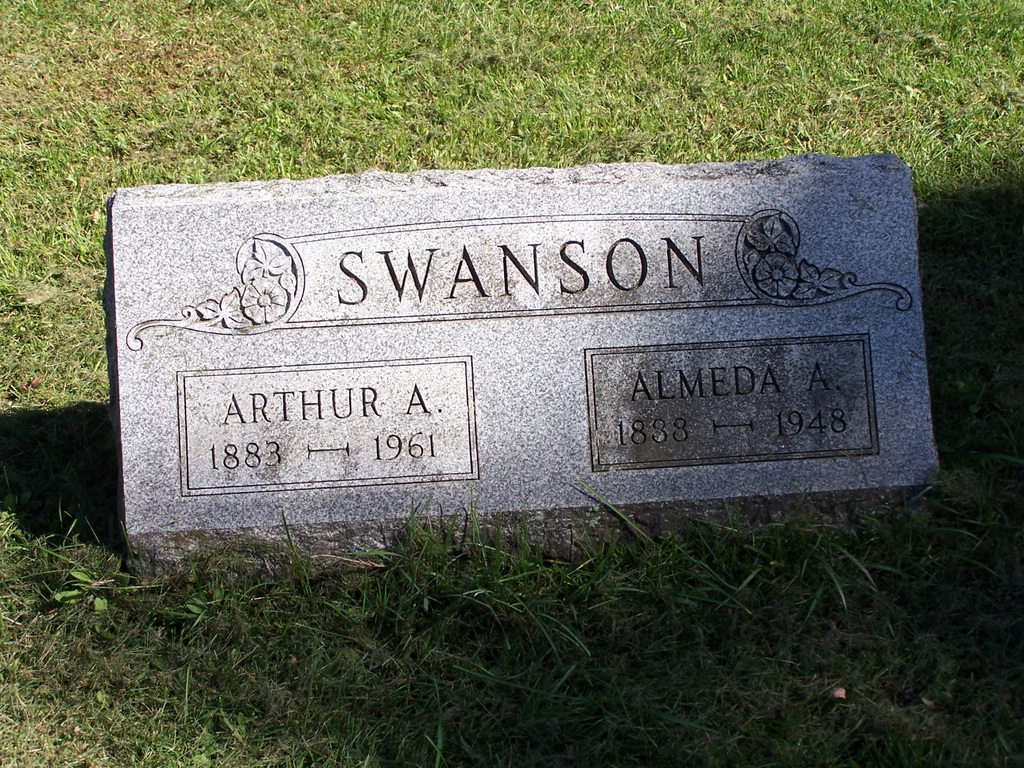 SWANSON
ARTHUR A.
1883 – 1961
ALMEDA A.
1888 – 1948